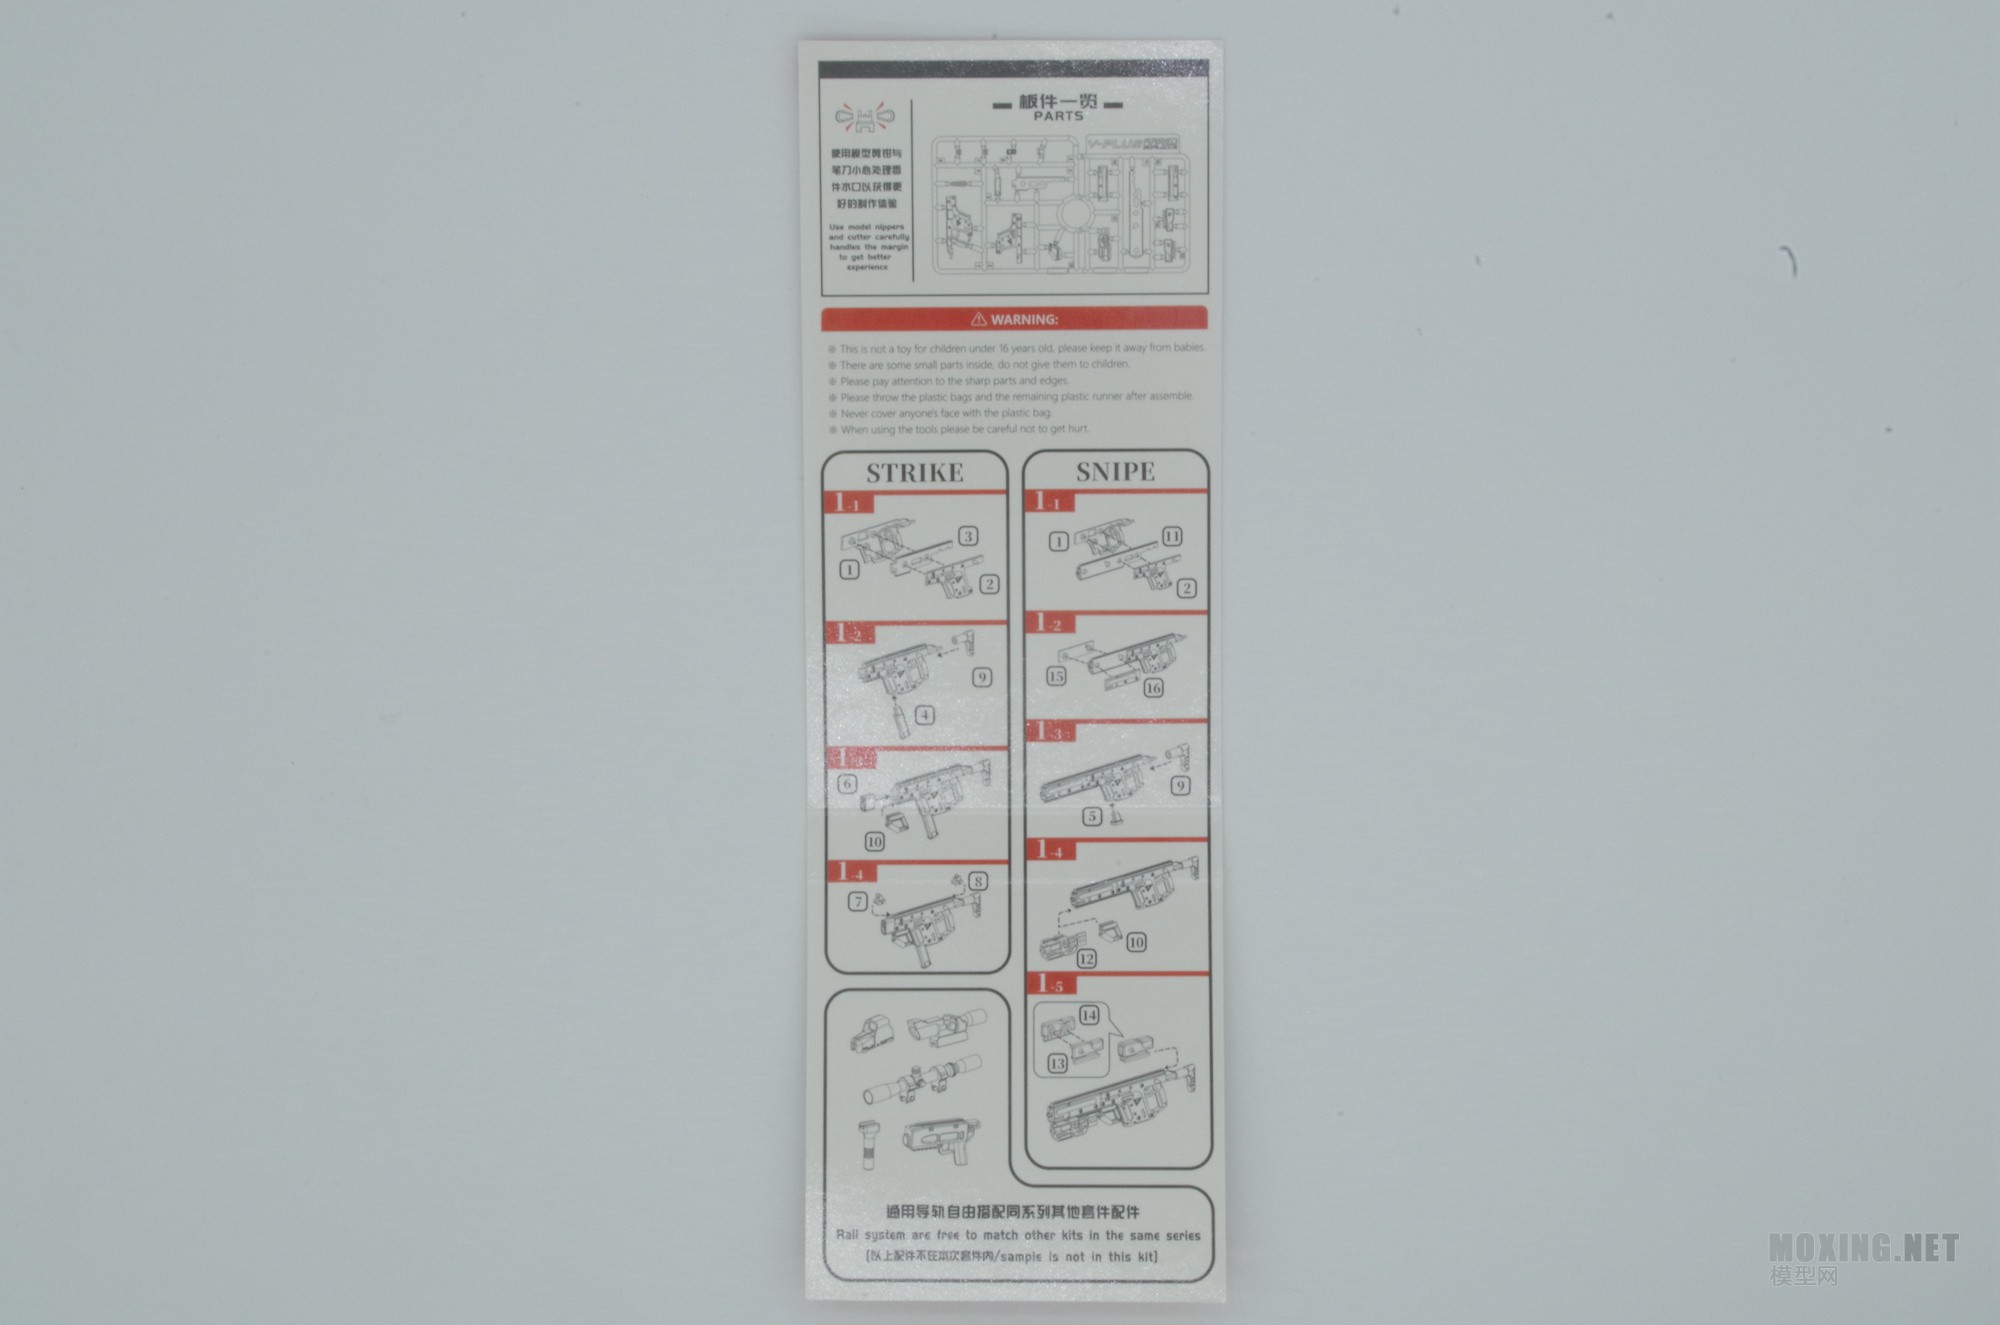 板件一览
PARTS
V-PLUS
使用模型剪钳与
笔刀小心处理零
件水口以获得更
好的制作体验
Use model nippers
and cutter carefully
handles the margin
to get better
experience
⚠ WARNING:
※ This is not a toy for children under 16 years old, please keep it away from babies.
※ There are some small parts inside, do not give them to children.
※ Please pay attention to the sharp parts and edges.
※ Please throw the plastic bags and the remaining plastic runner after assemble.
※ Never cover anyone's face with the plastic bag.
※ When using the tools please be careful not to get hurt.
STRIKE
1-1
3
1
2
1-2
9
4
1-3
6
10
1-4
8
7
SNIPE
1-1
1
11
2
1-2
15
16
1-3
9
5
1-4
10
12
1-5
14
13
通用导轨自由搭配同系列其他套件配件
Rail system are free to match other kits in the same series
[以上配件不在本次套件内/sample is not in this kit]
MOXING.NET
模型网